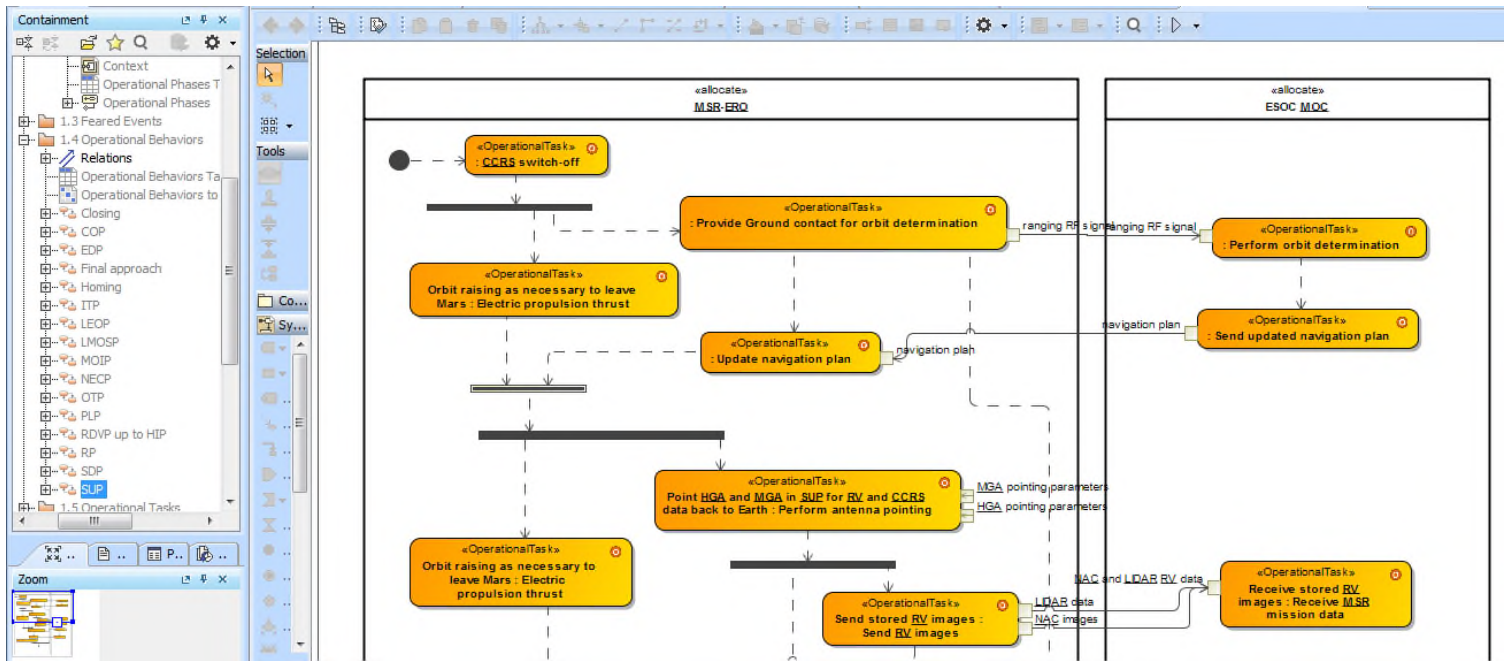 Containment
Context
Operational Phases T
Operational Phases
1.3 Feared Events
1.4 Operational Behaviors
Relations
Operational Behaviors Ta
Operational Behaviors to
Closing
COP
EDP
Final approach
Homing
ITP
LEOP
LMOSP
MOIP
NECP
OTP
PLP
RDVP up to HIP
RP
SDP
SUP
1.5 Operational Tasks
P..
Zoom
Selection
Tools
Co...
Sy...
«allocate»
MSR-ERO
«allocate»
ESOC MOC
«OperationalTask»
: CCRS switch-off
«OperationalTask»
: Provide Ground contact for orbit determination
ranging RF signal
ranging RF signal
«OperationalTask»
: Perform orbit determination
«OperationalTask»
Orbit raising as necessary to leave
Mars : Electric propulsion thrust
«OperationalTask»
: Update navigation plan
navigation plan
navigation plan
«OperationalTask»
: Send updated navigation plan
«OperationalTask»
Point HGA and MGA in SUP for RV and CCRS
data back to Earth : Perform antenna pointing
MGA pointing parameters
HGA pointing parameters
«OperationalTask»
Orbit raising as necessary to
leave Mars : Electric
propulsion thrust
«OperationalTask»
Send stored RV images :
Send RV images
LIDAR data
NAC images
NAC and LIDAR RV data
«OperationalTask»
Receive stored RV
images : Receive MSR
mission data